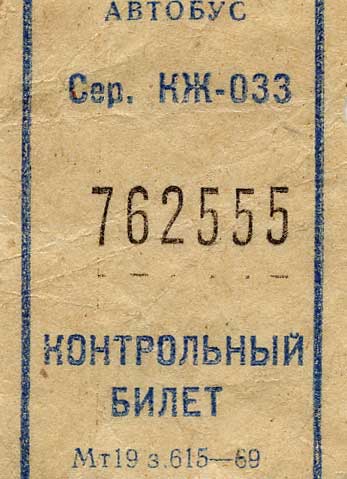 АВТОБУС
Сер. КЖ-033
762555
КОНТРОЛЬНЫЙ
БИЛЕТ
Мт19 з.615—69